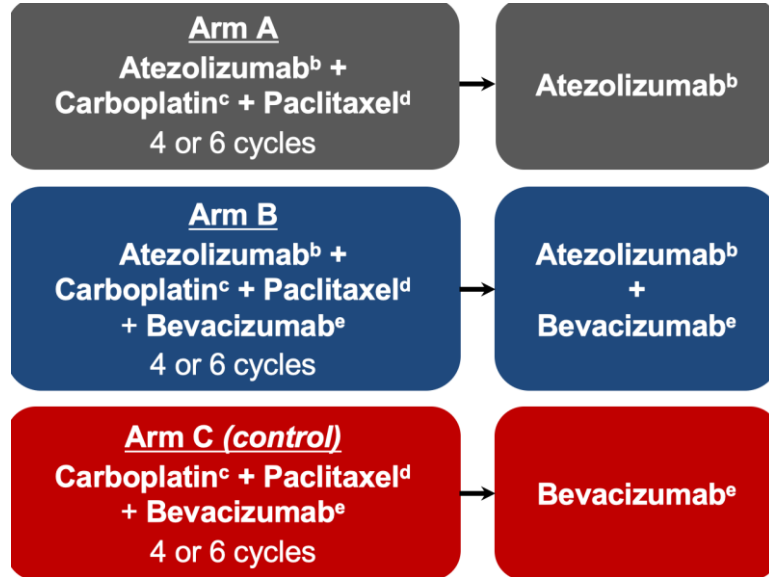 Arm A
Atezolizumabᵇ +
Carboplatinᶜ + Paclitaxelᵈ
4 or 6 cycles
Atezolizumabᵇ
Arm B
Atezolizumabᵇ +
Carboplatinᶜ + Paclitaxelᵈ
+ Bevacizumabᵉ
4 or 6 cycles
Atezolizumabᵇ
+
Bevacizumabᵉ
Arm C (control)
Carboplatinᶜ + Paclitaxelᵈ
+ Bevacizumabᵉ
4 or 6 cycles
Bevacizumabᵉ